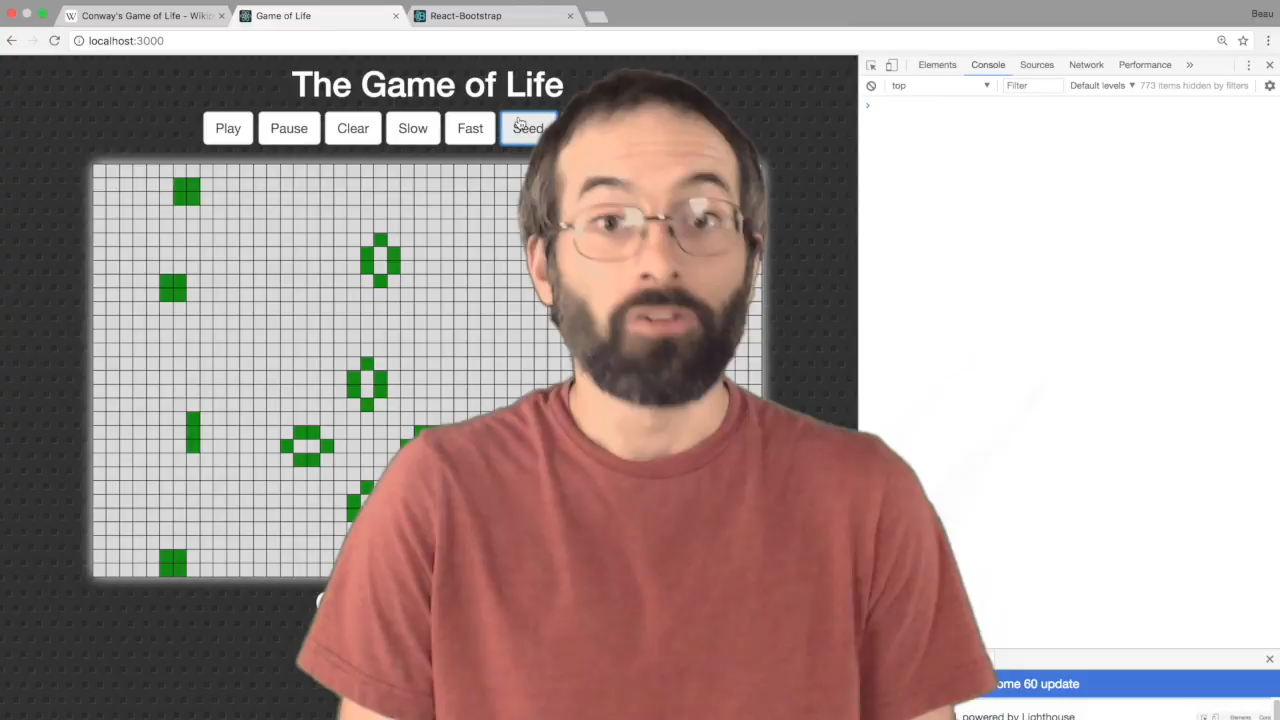 Conway's Game of Life - Wikip
Game of Life
React-Bootstrap
Beau
localhost:3000
The Game of Life
Play
Pause
Clear
Slow
Fast
Seed
Elements
Console
Sources
Network
Performance
»
top
Filter
Default levels
773 items hidden by filters
ome 60 update
powered by Lighthouse
Elements